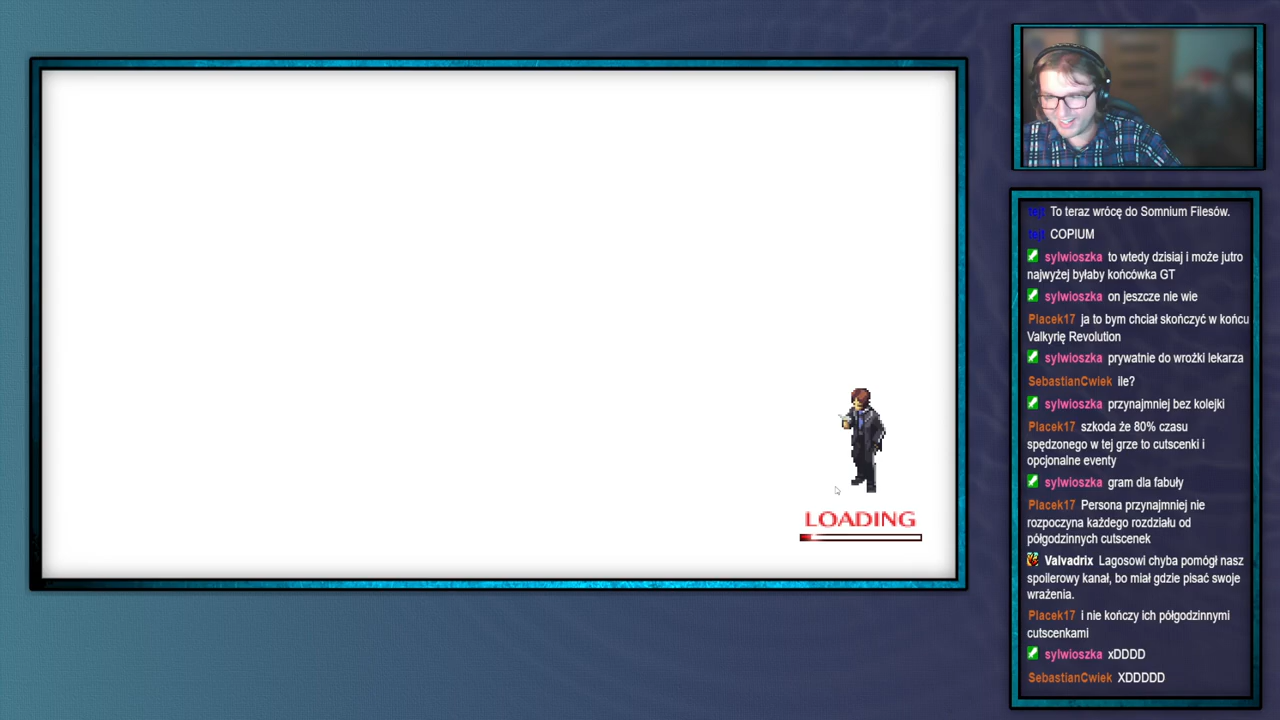 LOADING
tejt To teraz wrócę do Somnium Filesów.
tejt COPIUM
sylwioszka to wtedy dzisiaj i może jutro
najwyżej byłaby końcówka GT
sylwioszka on jeszcze nie wie
Placek17 ja to bym chciał skończyć w końcu
Valkyrię Revolution
sylwioszka prywatnie do wrożki lekarza
SebastianCwiek ile?
sylwioszka przynajmniej bez kolejki
Placek17 szkoda że 80% czasu
spędzonego w tej grze to cutscenki i
opcjonalne eventy
sylwioszka gram dla fabuły
Placek17 Persona przynajmniej nie
rozpoczyna każdego rozdziału od
półgodzinnych cutscenek
Valvadrix Lagosowi chyba pomógł nasz
spoilerowy kanał, bo miał gdzie pisać swoje
wrażenia.
Placek17 i nie kończy ich półgodzinnymi
cutscenkami
sylwioszka xDDDD
SebastianCwiek XDDDDD